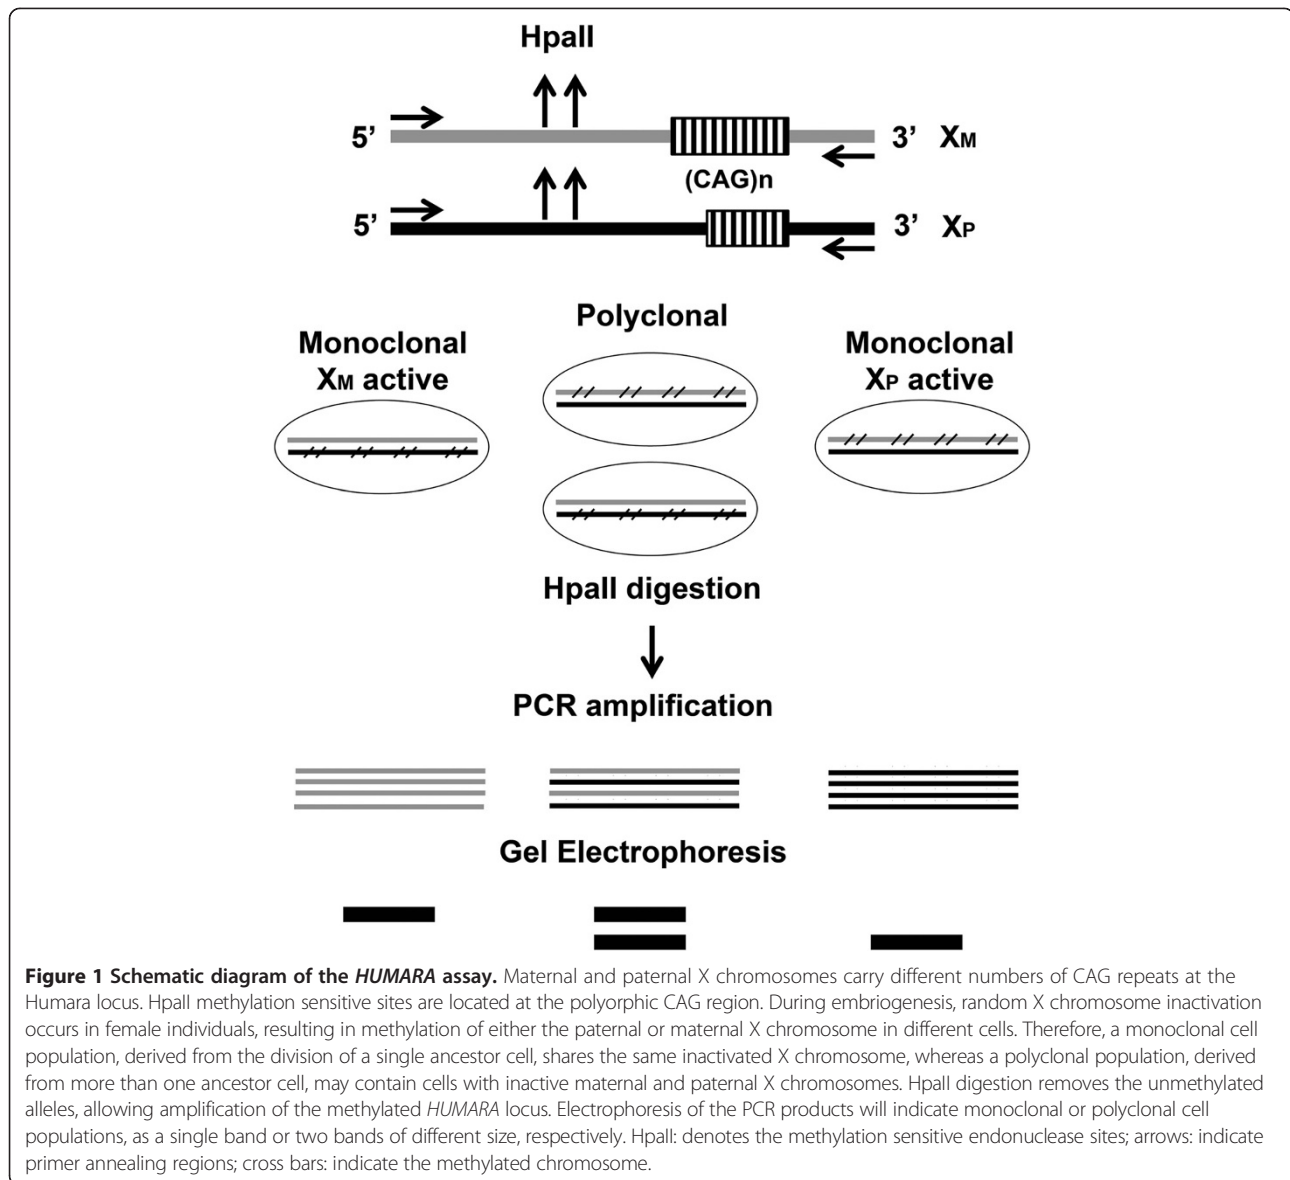 HpaII
5’ 3’ XM
(CAG)n
5’ 3’ XP
Polyclonal
Monoclonal
XM active
Monoclonal
XP active
HpaII digestion
PCR amplification
Gel Electrophoresis
Figure 1 Schematic diagram of the HUMARA assay. Maternal and paternal X chromosomes carry different numbers of CAG repeats at the
Humara locus. HpaII methylation sensitive sites are located at the polyorphic CAG region. During embriogenesis, random X chromosome inactivation
occurs in female individuals, resulting in methylation of either the paternal or maternal X chromosome in different cells. Therefore, a monoclonal cell
population, derived from the division of a single ancestor cell, shares the same inactivated X chromosome, whereas a polyclonal population, derived
from more than one ancestor cell, may contain cells with inactive maternal and paternal X chromosomes. HpaII digestion removes the unmethylated
alleles, allowing amplification of the methylated HUMARA locus. Electrophoresis of the PCR products will indicate monoclonal or polyclonal cell
populations, as a single band or two bands of different size, respectively. HpaII: denotes the methylation sensitive endonuclease sites; arrows: indicate
primer annealing regions; cross bars: indicate the methylated chromosome.